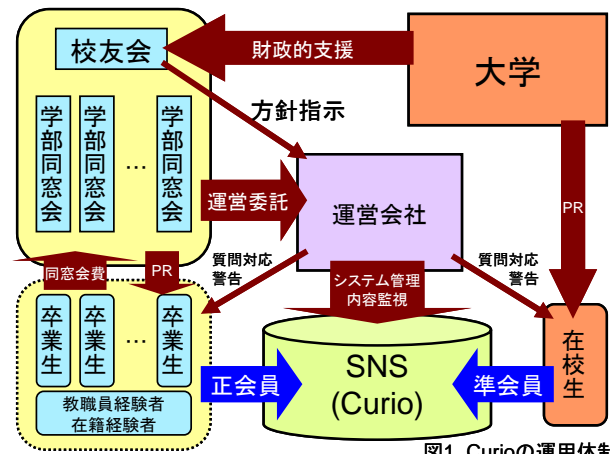 校友会
財政的支援
大学
方針指示
学部同窓会
学部同窓会
…
学部同窓会
運営委託
運営会社
PR
同窓会費
PR
質問対応
警告
システム管理
内容監視
質問対応
警告
卒業生
卒業生
…
卒業生
教職員経験者
在籍経験者
正会員
SNS
(Curio)
準会員
在校生
図1 Curioの運用体制